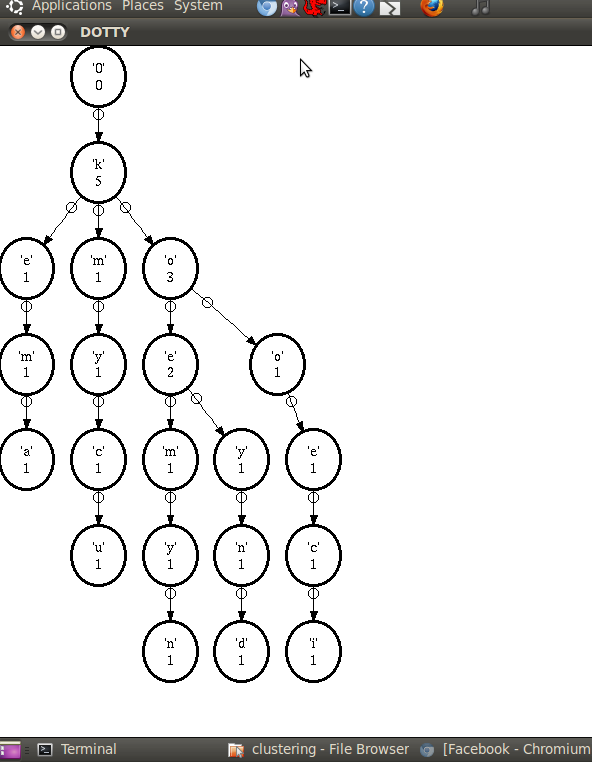 Applications Places System
DOTTY
'0'
0
'k'
5
'e' 'm' 'o'
1 1 3
'm' 'y' 'e' 'o'
1 1 2 1
'a' 'c' 'm' 'y' 'e'
1 1 1 1 1
'u' 'y' 'n' 'c'
1 1 1 1
'n' 'd' 'i'
1 1 1
Terminal clustering - File Browser [Facebook - Chromium